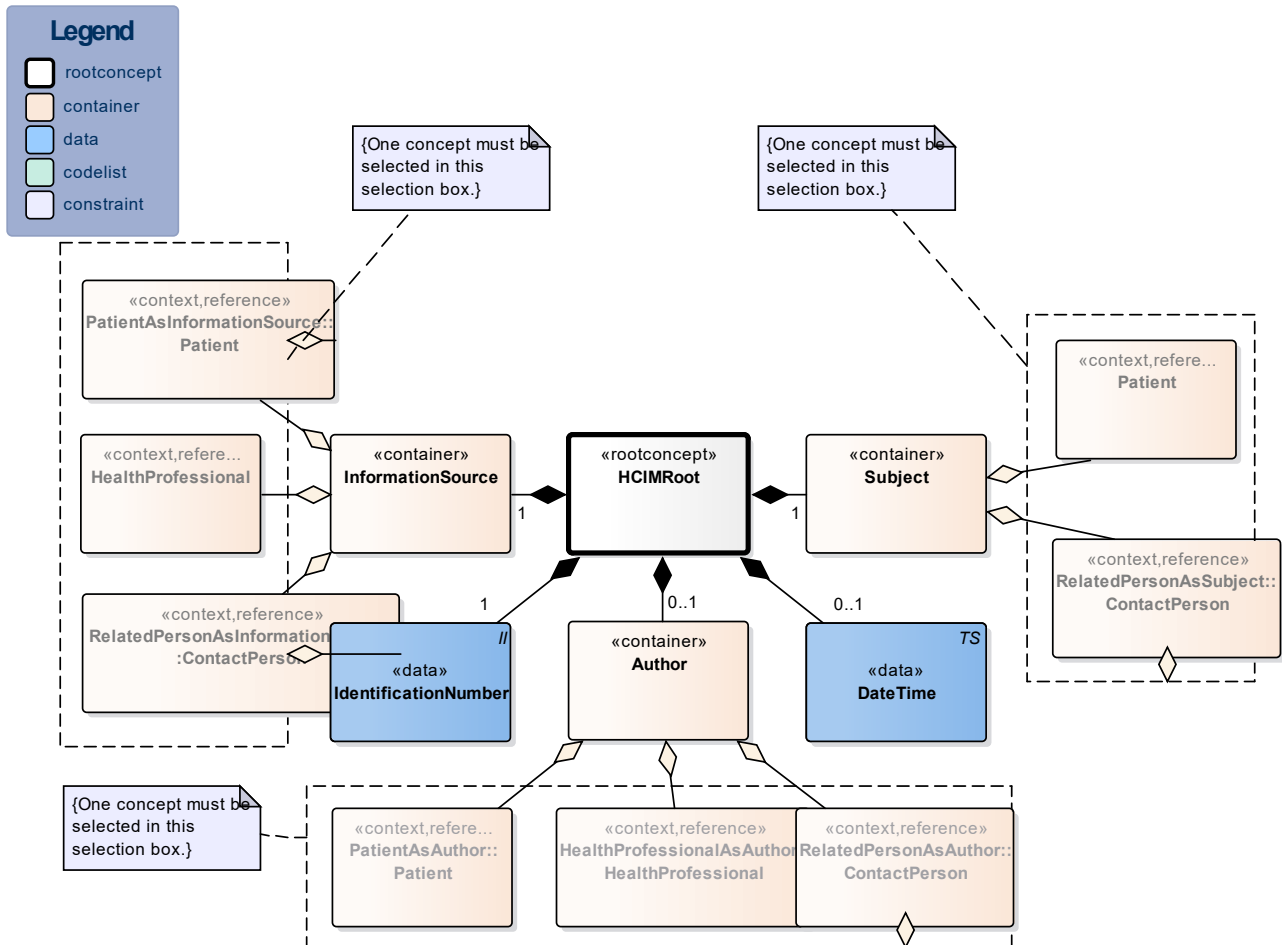 Legend
rootconcept
container
data
codelist
constraint
{One concept must be
selected in this
selection box.}
{One concept must be
selected in this
selection box.}
«context,reference»
PatientAsInformationSource::
Patient
«context,refere...
Patient
«context,refere...
HealthProfessional
«container»
InformationSource
1
«rootconcept»
HCIMRoot
«container»
Subject
1
«context,reference»
RelatedPersonAsSubject::
ContactPerson
«context,reference»
RelatedPersonAsInformation
:ContactPerson
1
0..1
0..1
II
«data»
IdentificationNumber
«container»
Author
TS
«data»
DateTime
{One concept must be
selected in this
selection box.}
«context,refere...
PatientAsAuthor::
Patient
«context,reference»
HealthProfessionalAsAuthor
HealthProfessional
«context,reference»
RelatedPersonAsAuthor::
ContactPerson